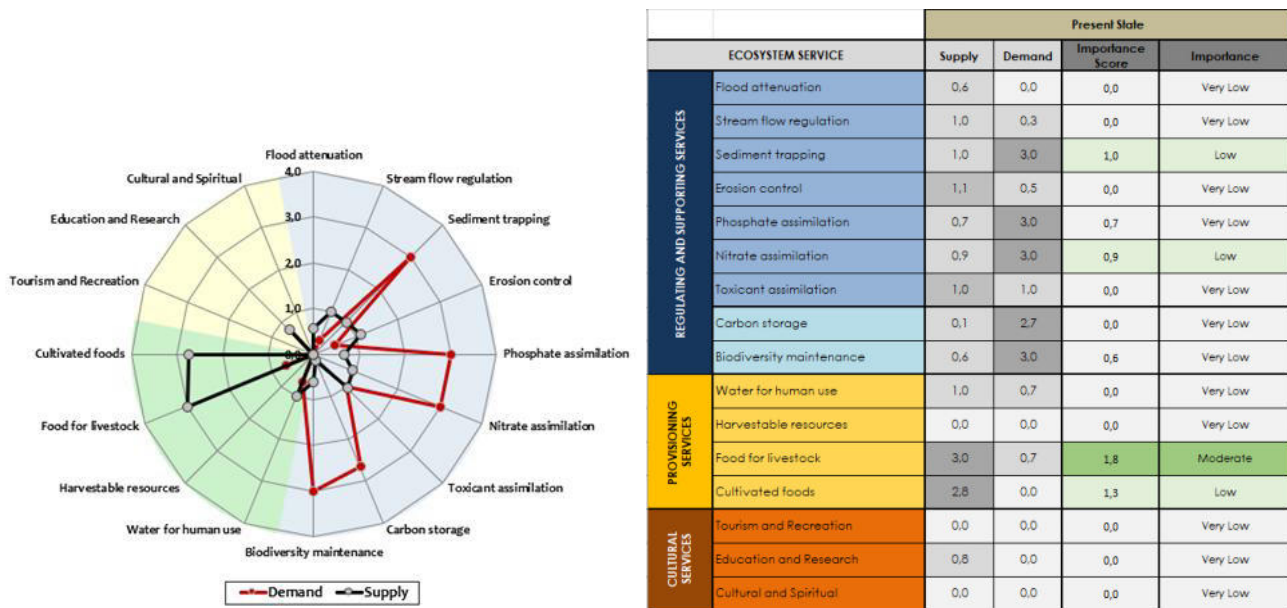 Flood attenuation
Cultural and Spiritual
Stream flow regulation
Education and Research
Sediment trapping
Tourism and Recreation
Erosion control
Cultivated foods
Phosphate assimilation
Food for livestock
Nitrate assimilation
Harvestable resources
Toxicant assimilation
Water for human use
Carbon storage
Biodiversity maintenance
4,0
3,0
2,0
1,0
0,0
Demand Supply
Present State
ECOSYSTEM SERVICE Supply Demand Importance Score Importance
REGULATING AND SUPPORTING SERVICES
Flood attenuation 0,6 0,0 0,0 Very Low
Stream flow regulation 1,0 0,3 0,0 Very Low
Sediment trapping 1,0 3,0 1,0 Low
Erosion control 1,1 0,5 0,0 Very Low
Phosphate assimilation 0,7 3,0 0,7 Very Low
Nitrate assimilation 0,9 3,0 0,9 Low
Toxicant assimilation 1,0 1,0 0,0 Very Low
Carbon storage 0,1 2,7 0,0 Very Low
Biodiversity maintenance 0,6 3,0 0,6 Very Low
PROVISIONING SERVICES
Water for human use 1,0 0,7 0,0 Very Low
Harvestable resources 0,0 0,0 0,0 Very Low
Food for livestock 3,0 0,7 1,8 Moderate
Cultivated foods 2,8 0,0 1,3 Low
CULTURAL SERVICES
Tourism and Recreation 0,0 0,0 0,0 Very Low
Education and Research 0,8 0,0 0,0 Very Low
Cultural and Spiritual 0,0 0,0 0,0 Very Low